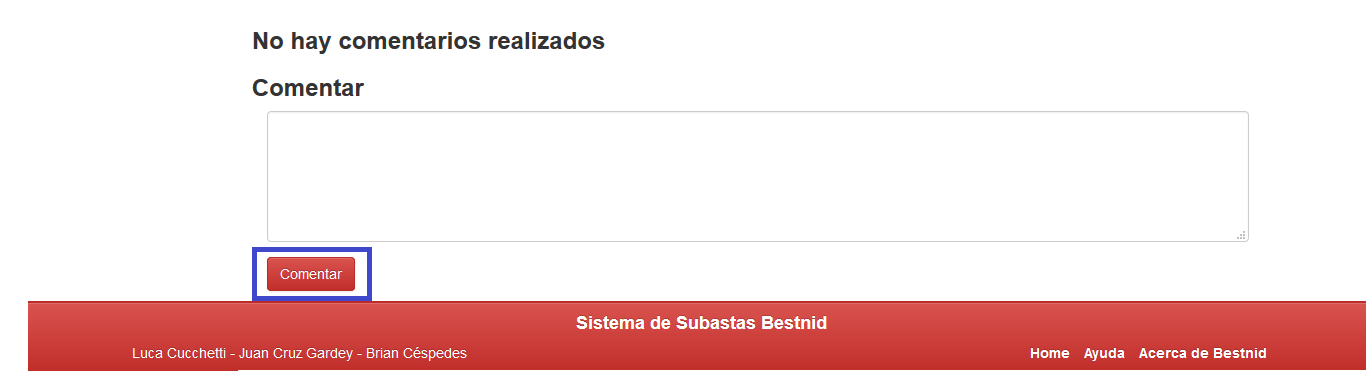 No hay comentarios realizados
Comentar
Comentar
Sistema de Subastas Bestnid
Luca Cucchetti - Juan Cruz Gardey - Brian Céspedes Home Ayuda Acerca de Bestnid